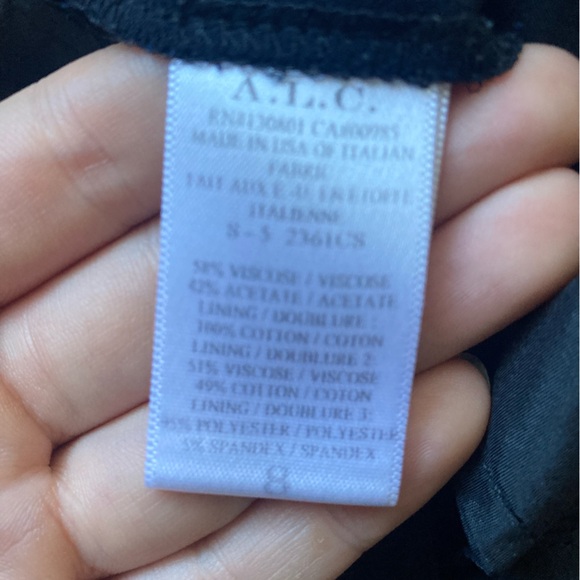 A.L.C.
RN#130801 CA#00985
MADE IN USA OF ITALIAN
FABRIC
FAIT AUX É.-U. EN ÉTOFFE
ITALIENNE
S-5 2361CS
58% VISCOSE / VISCOSE
42% ACETATE / ACETATE
LINING / DOUBLURE :
100% COTTON / COTON
LINING / DOUBLURE 2:
51% VISCOSE / VISCOSE
49% COTTON / COTON
LINING / DOUBLURE 3:
95% POLYESTER / POLYESTER
5% SPANDEX / SPANDEX
8